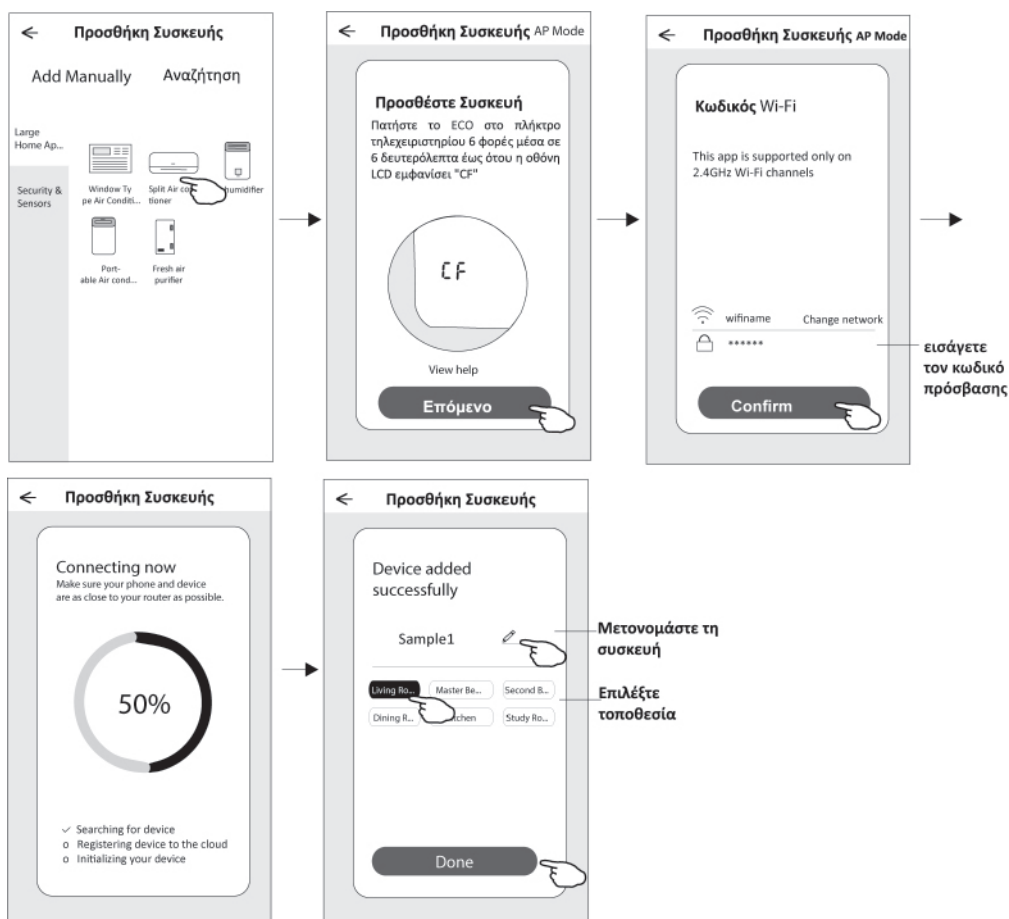 Προσθήκη Συσκευής
Add Manually
Αναζήτηση
Large
Home Ap...
Security &
Sensors
Window Ty
pe Air Conditi...
Split Air con
tioner
humidifier
Port-
able Air cond...
Fresh air
purifier
Προσθήκη Συσκευής AP Mode
Προσθέστε Συσκευή
Πατήστε το ECO στο πλήκτρο
τηλεχειριστηρίου 6 φορές μέσα σε
6 δευτερόλεπτα έως ότου η οθόνη
LCD εμφανίσει "CF"
CF
View help
Επόμενο
Προσθήκη Συσκευής AP Mode
Κωδικός Wi-Fi
This app is supported only on
2.4GHz Wi-Fi channels
wifiname
Change network
******
Confirm
εισάγετε
τον κωδικό
πρόσβασης
Προσθήκη Συσκευής
Connecting now
Make sure your phone and device
are as close to your router as possible.
50%
Searching for device
o Registering device to the cloud
o Initializing your device
Προσθήκη Συσκευής
Device added
successfully
Sample1
Living Ro...
Master Be...
Second B...
Dining R...
tchen
Study Ro...
Done
Μετονομάστε τη
συσκευή
Επιλέξτε
τοποθεσία